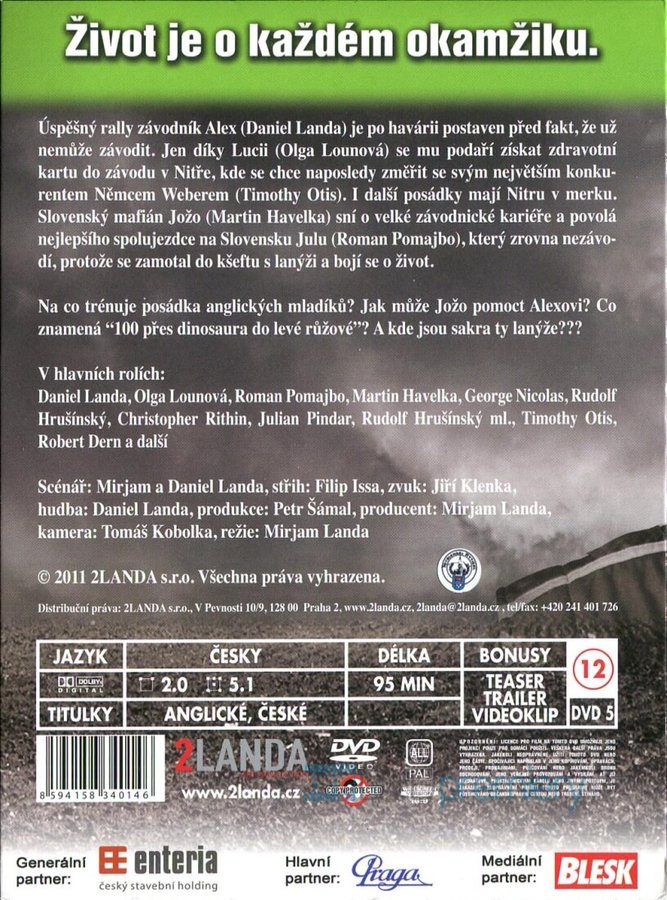 Život je o každém okamžiku.
Úspěšný rally závodník Alex (Daniel Landa) je po havárii postaven před fakt, že už
nemůže závodit. Jen díky Lucii (Olga Lounová) se mu podaří získat zdravotní
kartu do závodu v Nitře, kde se chce naposledy změřit se svým největším konku-
rentem Němcem Weberem (Timothy Otis). I další posádky mají Nitru v merku.
Slovenský mafián Jožo (Martin Havelka) sní o velké závodnické kariéře a povolá
nejlepšího spolujezdce na Slovensku Julu (Roman Pomajbo), který zrovna nezávo-
dí, protože se zamotal do kšeftu s lanýži a bojí se o život.
Na co trénuje posádka anglických mladíků? Jak může Jožo pomoct Alexovi? Co
znamená “100 přes dinosaura do levé růžové”? A kde jsou sakra ty lanýže???
V hlavních rolích:
Daniel Landa, Olga Lounová, Roman Pomajbo, Martin Havelka, George Nicolas, Rudolf
Hrušínský, Christopher Rithin, Julian Pindar, Rudolf Hrušínský ml., Timothy Otis,
Robert Dern a další
Scénář: Mirjam a Daniel Landa, střih: Filip Issa, zvuk: Jiří Klenka,
hudba: Daniel Landa, produkce: Petr Šámal, producent: Mirjam Landa,
kamera: Tomáš Kobolka, režie: Mirjam Landa
© 2011 2LANDA s.r.o. Všechna práva vyhrazena.
Distribuční práva: 2LANDA s.r.o., V Pevnosti 10/9, 128 00 Praha 2, www.2landa.cz, 2landa@2landa.cz , tel/fax: +420 241 401 726
JAZYK ČESKY DÉLKA BONUSY 12
DOLBY DIGITAL 2.0 5.1 95 MIN TEASER
TRAILER
TITULKY ANGLICKÉ, ČESKÉ VIDEOKLIP DVD 5
2LANDA
www.2landa.cz
DVD VIDEO
COPYPROTECTED
ALL
PAL
8 594158 340146
Generální partner: enteria
český stavební holding
Hlavní partner: Praga
Mediální partner: BLESK